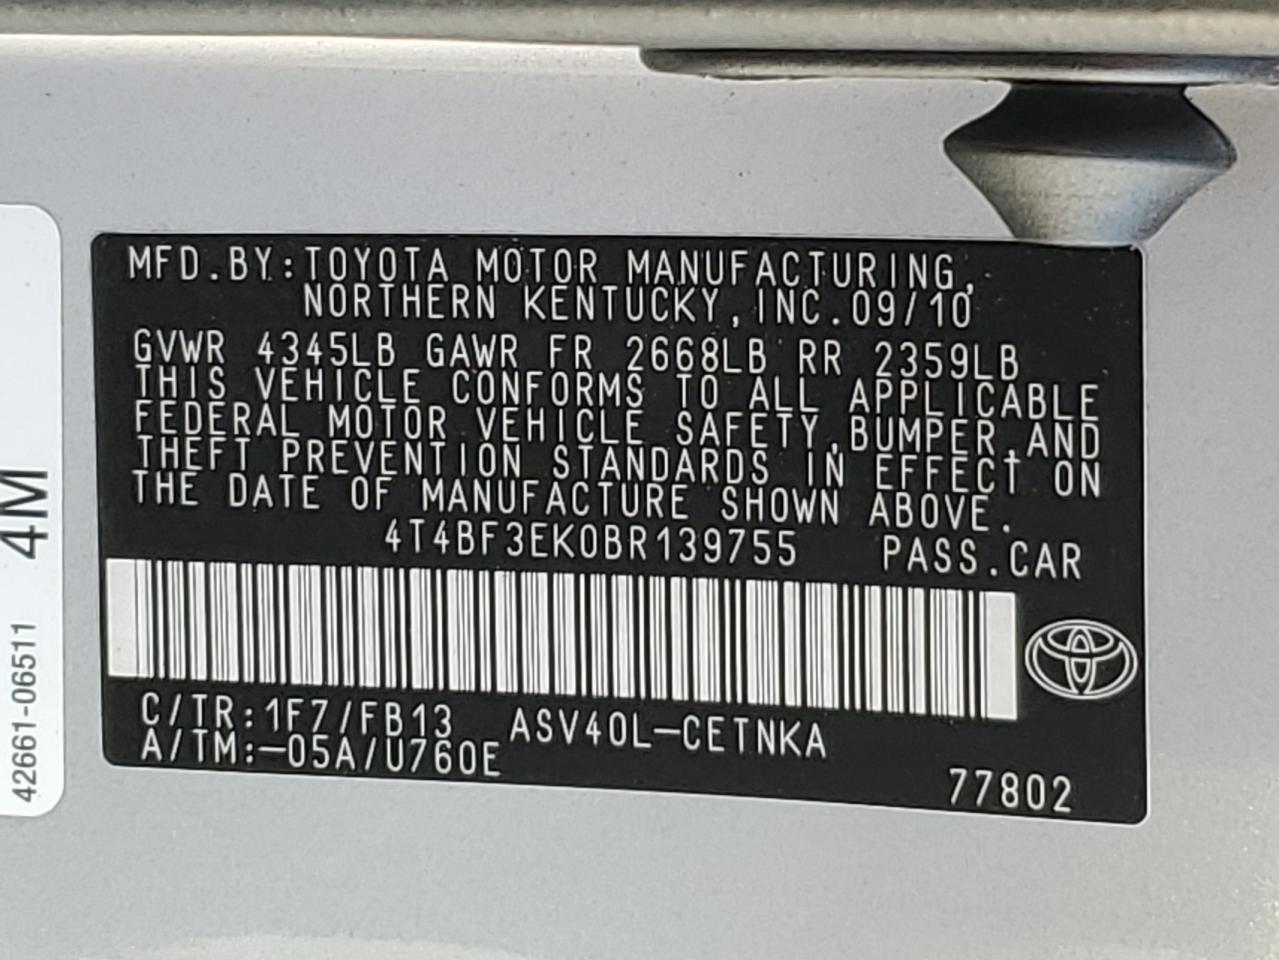 MFD.BY:TOYOTA MOTOR MANUFACTURING,
NORTHERN KENTUCKY, INC. 09/10
GVWR 4345LB GAWR FR 2668LB RR 2359LB
THIS VEHICLE CONFORMS TO ALL APPLICABLE
FEDERAL MOTOR VEHICLE SAFETY, BUMPER, AND
THEFT PREVENTION STANDARDS IN EFFECT ON
THE DATE OF MANUFACTURE SHOWN ABOVE.
4T4BF3EK0BR139755 PASS.CAR
C/TR:1F7/FB13 ASV40L-CETNKA
A/TM:-05A/U760E
77802
42661-06511 4M